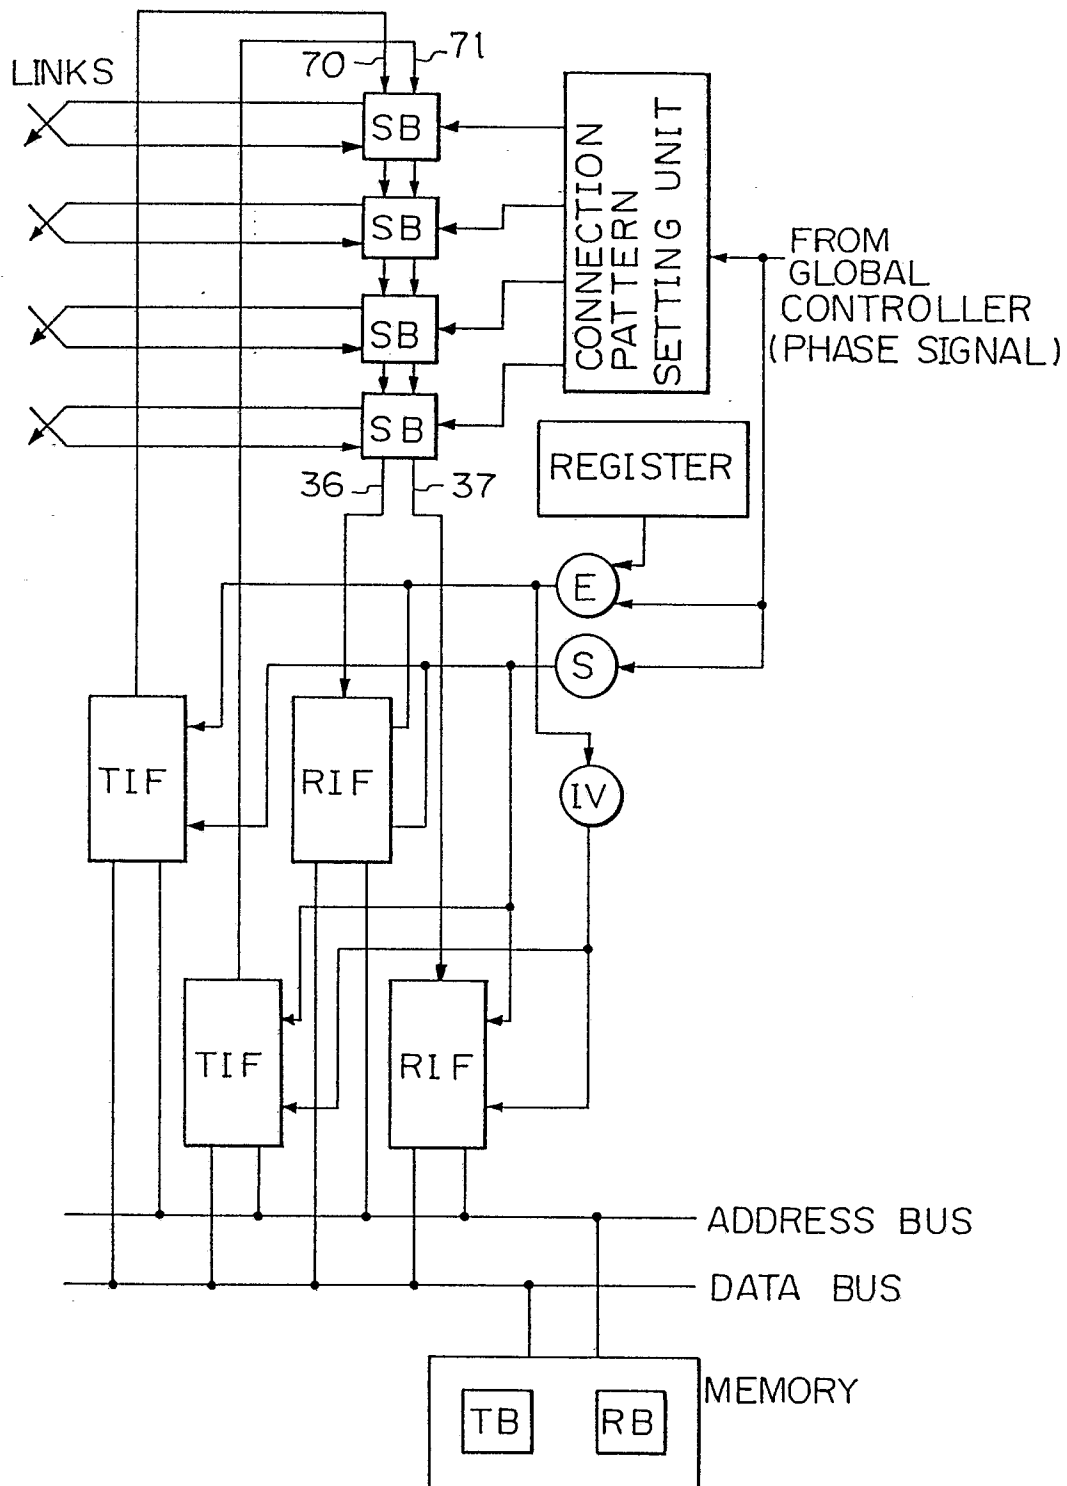 70
71
LINKS
SB
SB
SB
SB
CONNECTION
PATTERN
SETTING UNIT
FROM
GLOBAL
CONTROLLER
(PHASE SIGNAL)
36
37
REGISTER
E
S
TIF
RIF
IV
TIF
RIF
ADDRESS BUS
DATA BUS
MEMORY
TB
RB